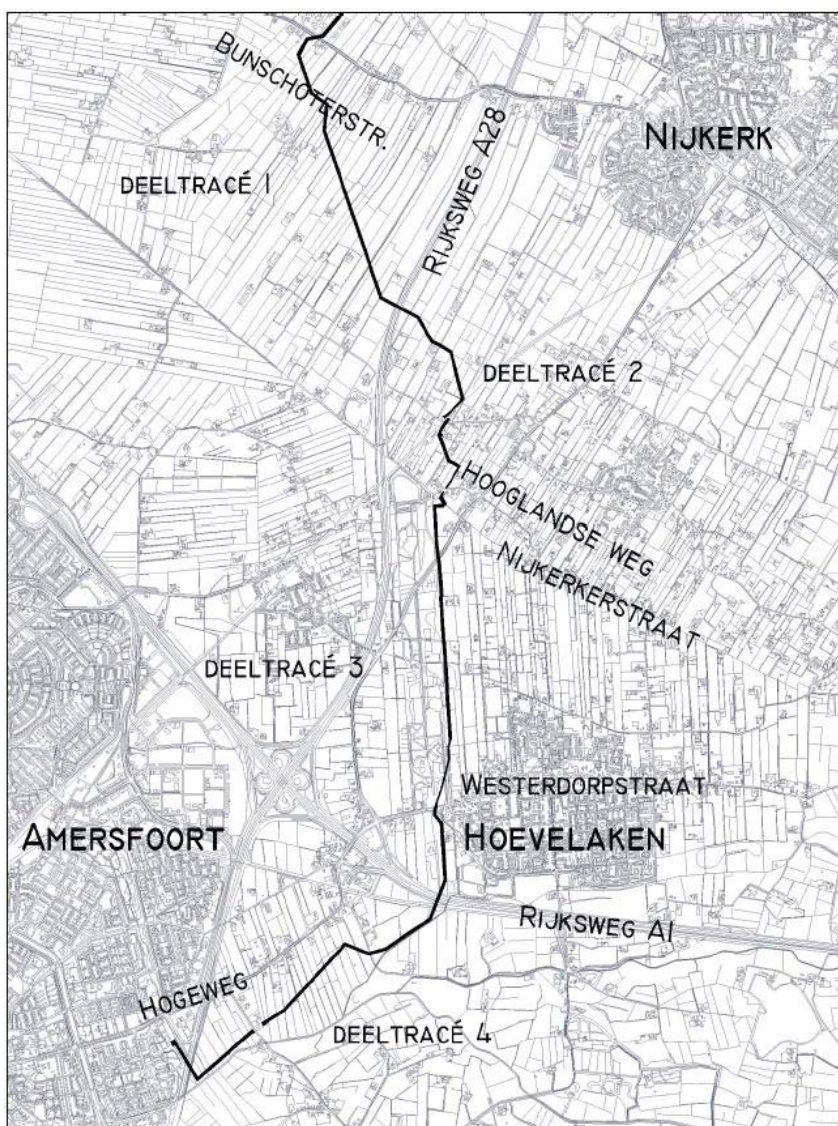 BUNSCHOTERSTR.
NIJKERK
DEELTRACÉ 1
RIJKSWEG A28
DEELTRACÉ 2
HOOGLANDSE WEG
NIJKERKERSTRAAT
DEELTRACÉ 3
WESTERDORPSTRAAT
AMERSFOORT
HOEVELAKEN
RIJKSWEG A1
HOGEWEG
DEELTRACÉ 4